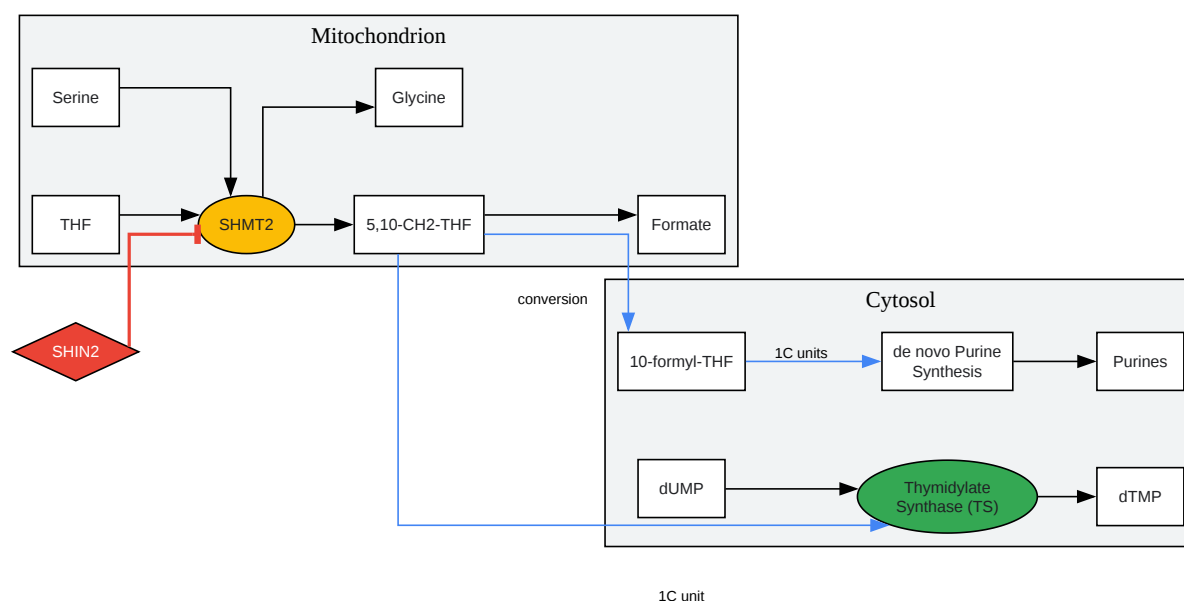 Mitochondrion
Serine
Glycine
THF
SHMT2
5,10-CH2-THF
Formate
SHIN2
conversion
Cytosol
10-formyl-THF
1C units
de novo Purine
Synthesis
Purines
dUMP
Thymidylate
Synthase (TS)
dTMP
1C unit